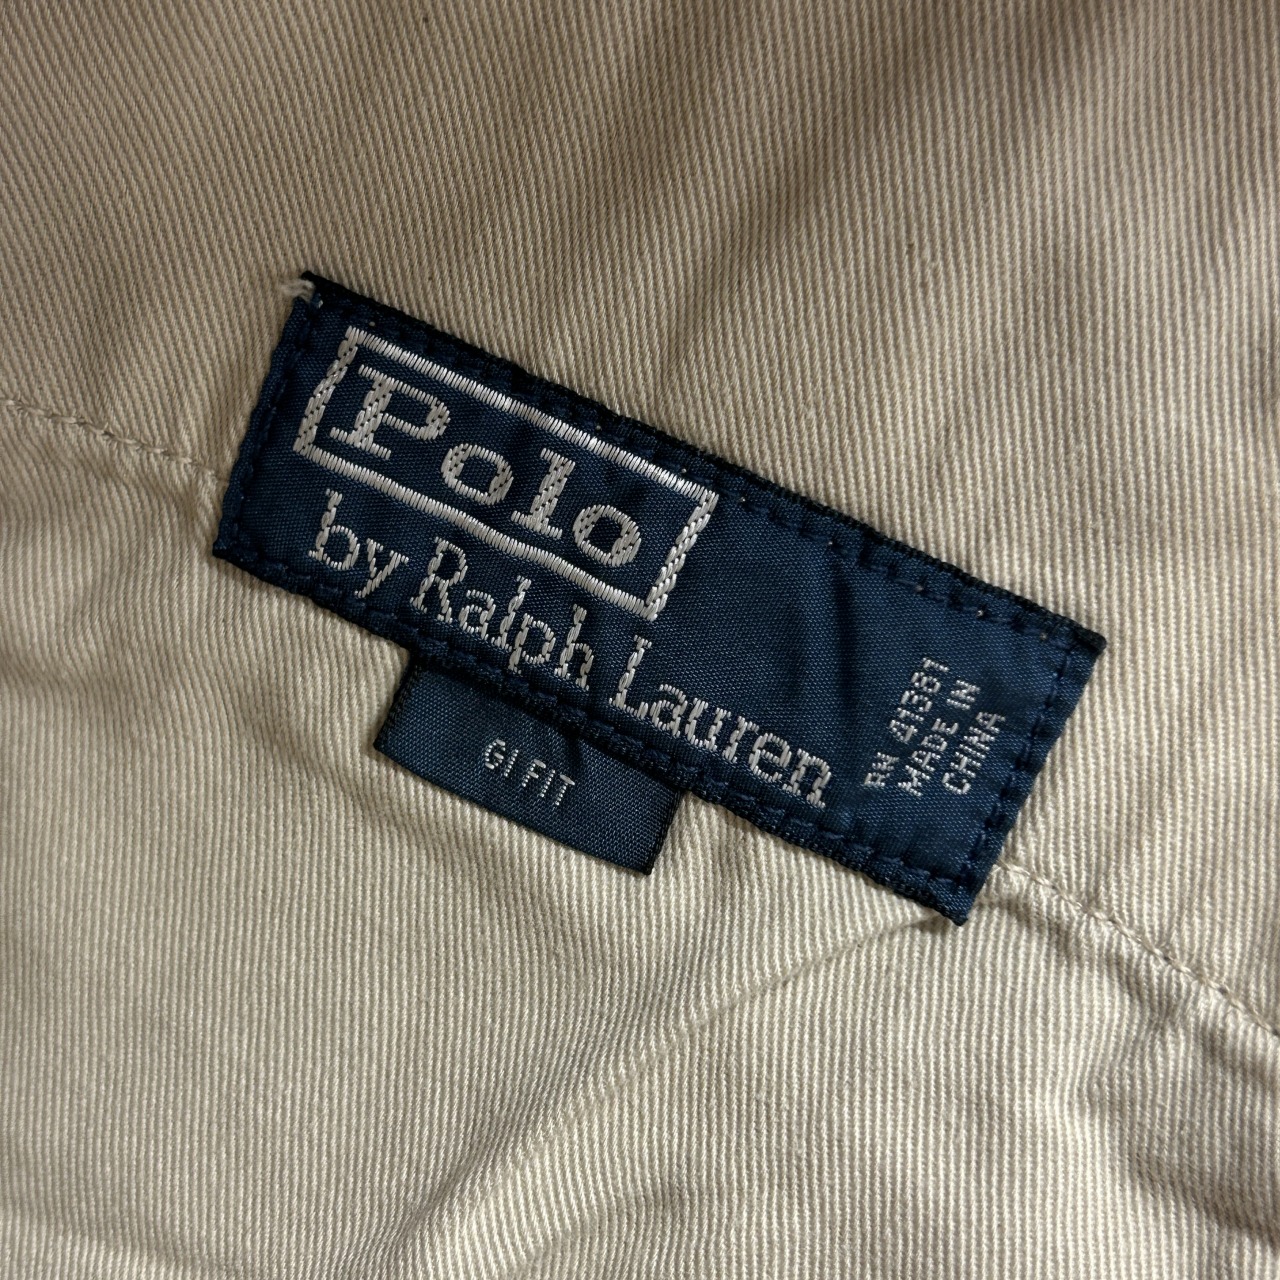 Polo
by Ralph Lauren
RN 41381
MADE IN
CHINA
GI FIT